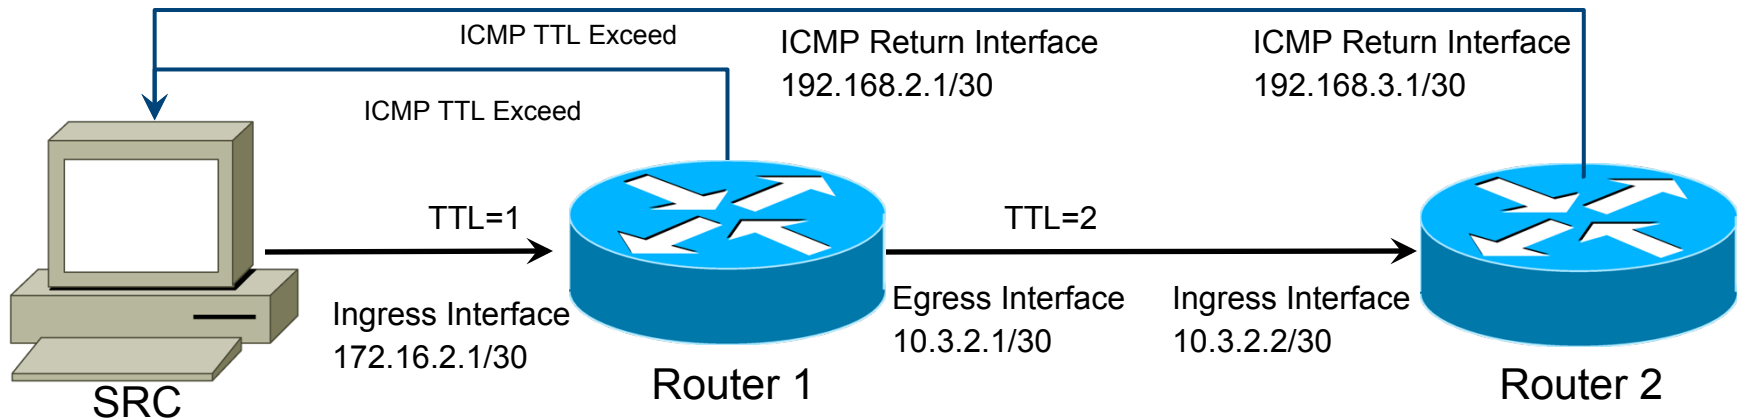 ICMP TTL Exceed
ICMP Return Interface
192.168.2.1/30
ICMP Return Interface
192.168.3.1/30
ICMP TTL Exceed
TTL=1
TTL=2
Ingress Interface
172.16.2.1/30
Egress Interface
10.3.2.1/30
Ingress Interface
10.3.2.2/30
SRC
Router 1
Router 2